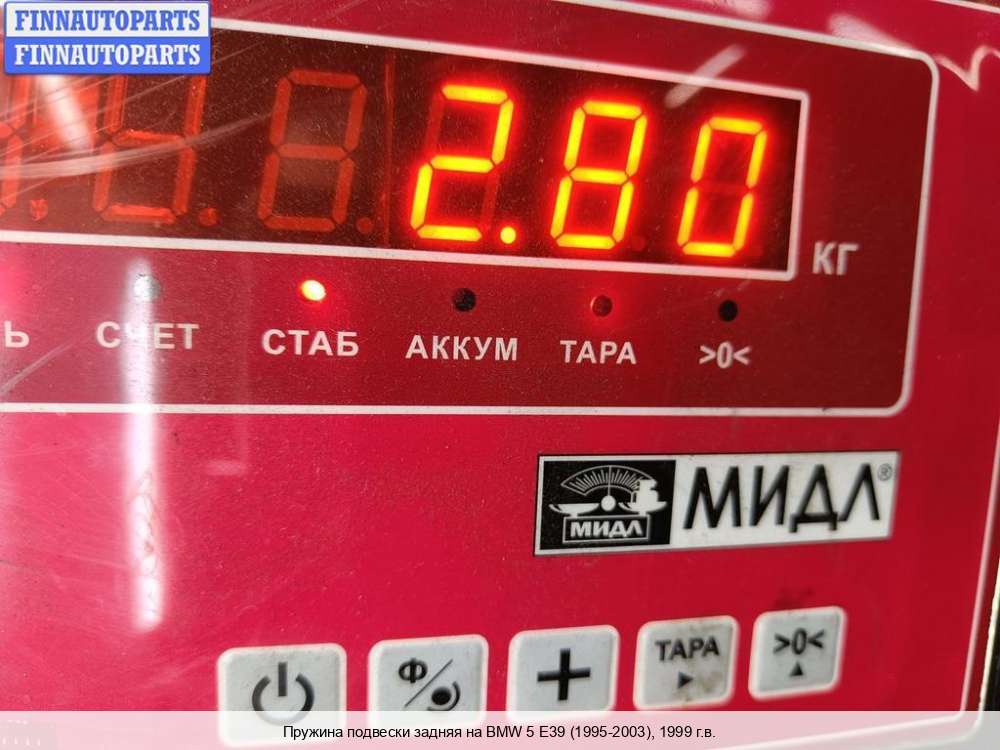 FINNAUTOPARTS
FINNAUTOPARTS
2.80
КГ
Ь СЧЕТ СТАБ АККУМ ТАРА >0<
МИДЛ МИДЛ®
Ф ТАРА >0<
Пружина подвески задняя на BMW 5 E39 (1995-2003), 1999 г.в.